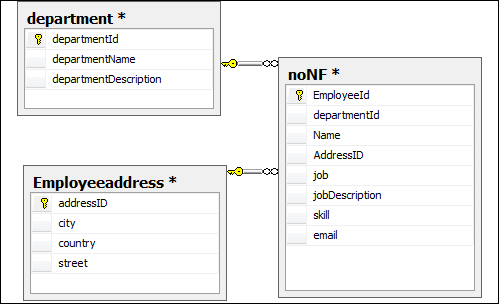 department *
departmentId
departmentName
departmentDescription
noNF *
EmployeeId
departmentId
Name
AddressID
job
jobDescription
skill
email
Employeeaddress *
addressID
city
country
street